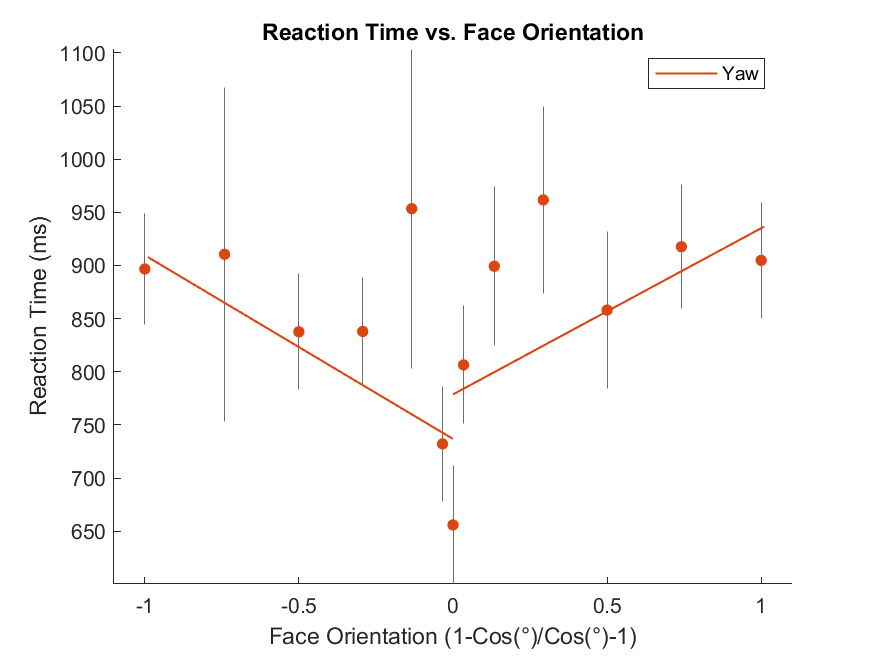 Reaction Time vs. Face Orientation
Yaw
Reaction Time (ms)
1100
1050
1000
950
900
850
800
750
700
650
-1 -0.5 0 0.5 1
Face Orientation (1-Cos(°)/Cos(°)-1)